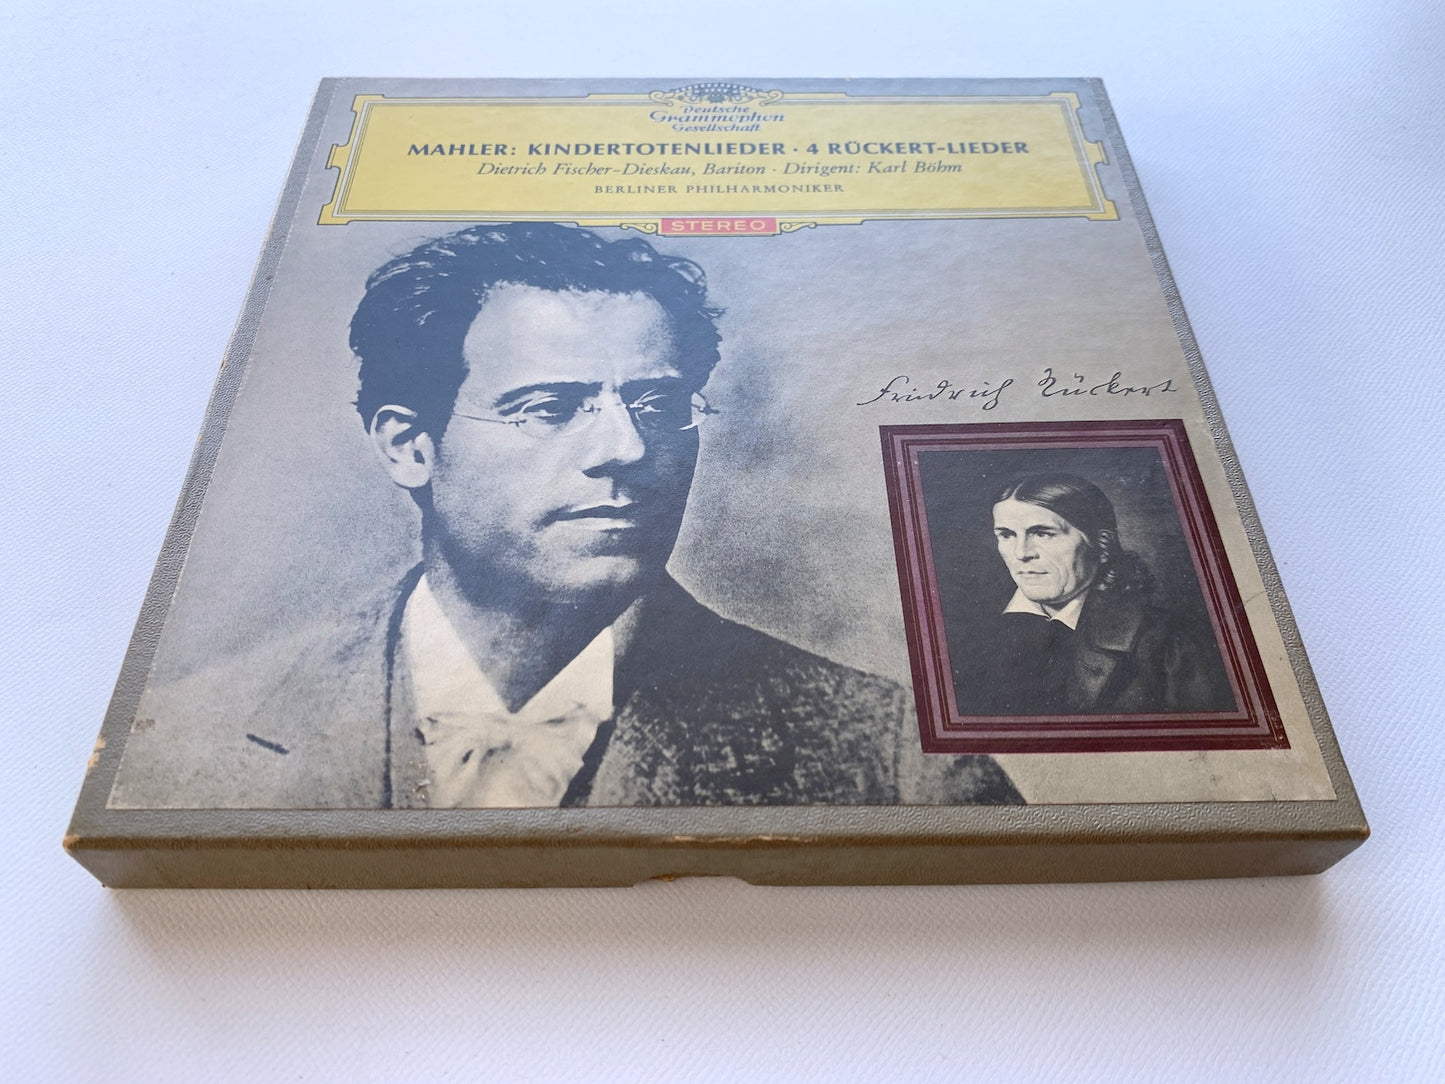 Deutsche
Grammophon
Gesellschaft
MAHLER: KINDERTOTENLIEDER · 4 RÜCKERT-LIEDER
Dietrich Fischer-Dieskau, Bariton · Dirigent: Karl Böhm
BERLINER PHILHARMONIKER
STEREO
Friedrich Rückert